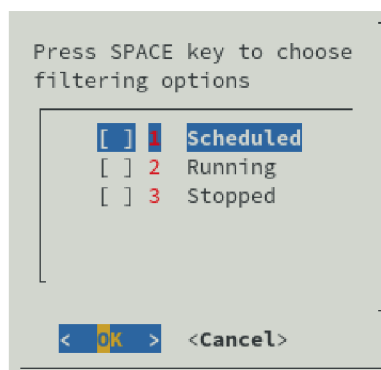 Press SPACE key to choose
filtering options
[ ] 1 Scheduled
[ ] 2 Running
[ ] 3 Stopped
< OK > <Cancel>